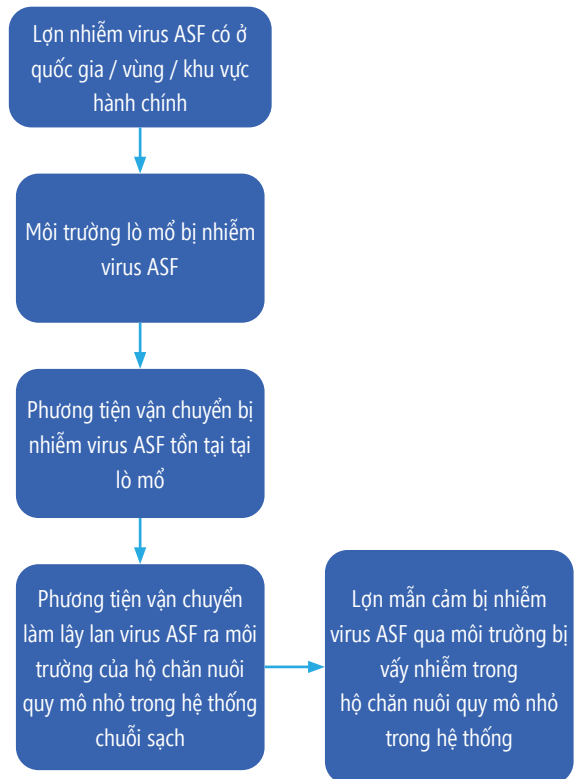 Lợn nhiễm virus ASF có ở
quốc gia / vùng / khu vực
hành chính
Môi trường lò mổ bị nhiễm
virus ASF
Phương tiện vận chuyển bị
nhiễm virus ASF tồn tại tại
lò mổ
Phương tiện vận chuyển
làm lây lan virus ASF ra môi
trường của hộ chăn nuôi
quy mô nhỏ trong hệ thống
chuỗi sạch
Lợn mẫn cảm bị nhiễm
virus ASF qua môi trường bị
vấy nhiễm trong
hộ chăn nuôi quy mô nhỏ
trong hệ thống